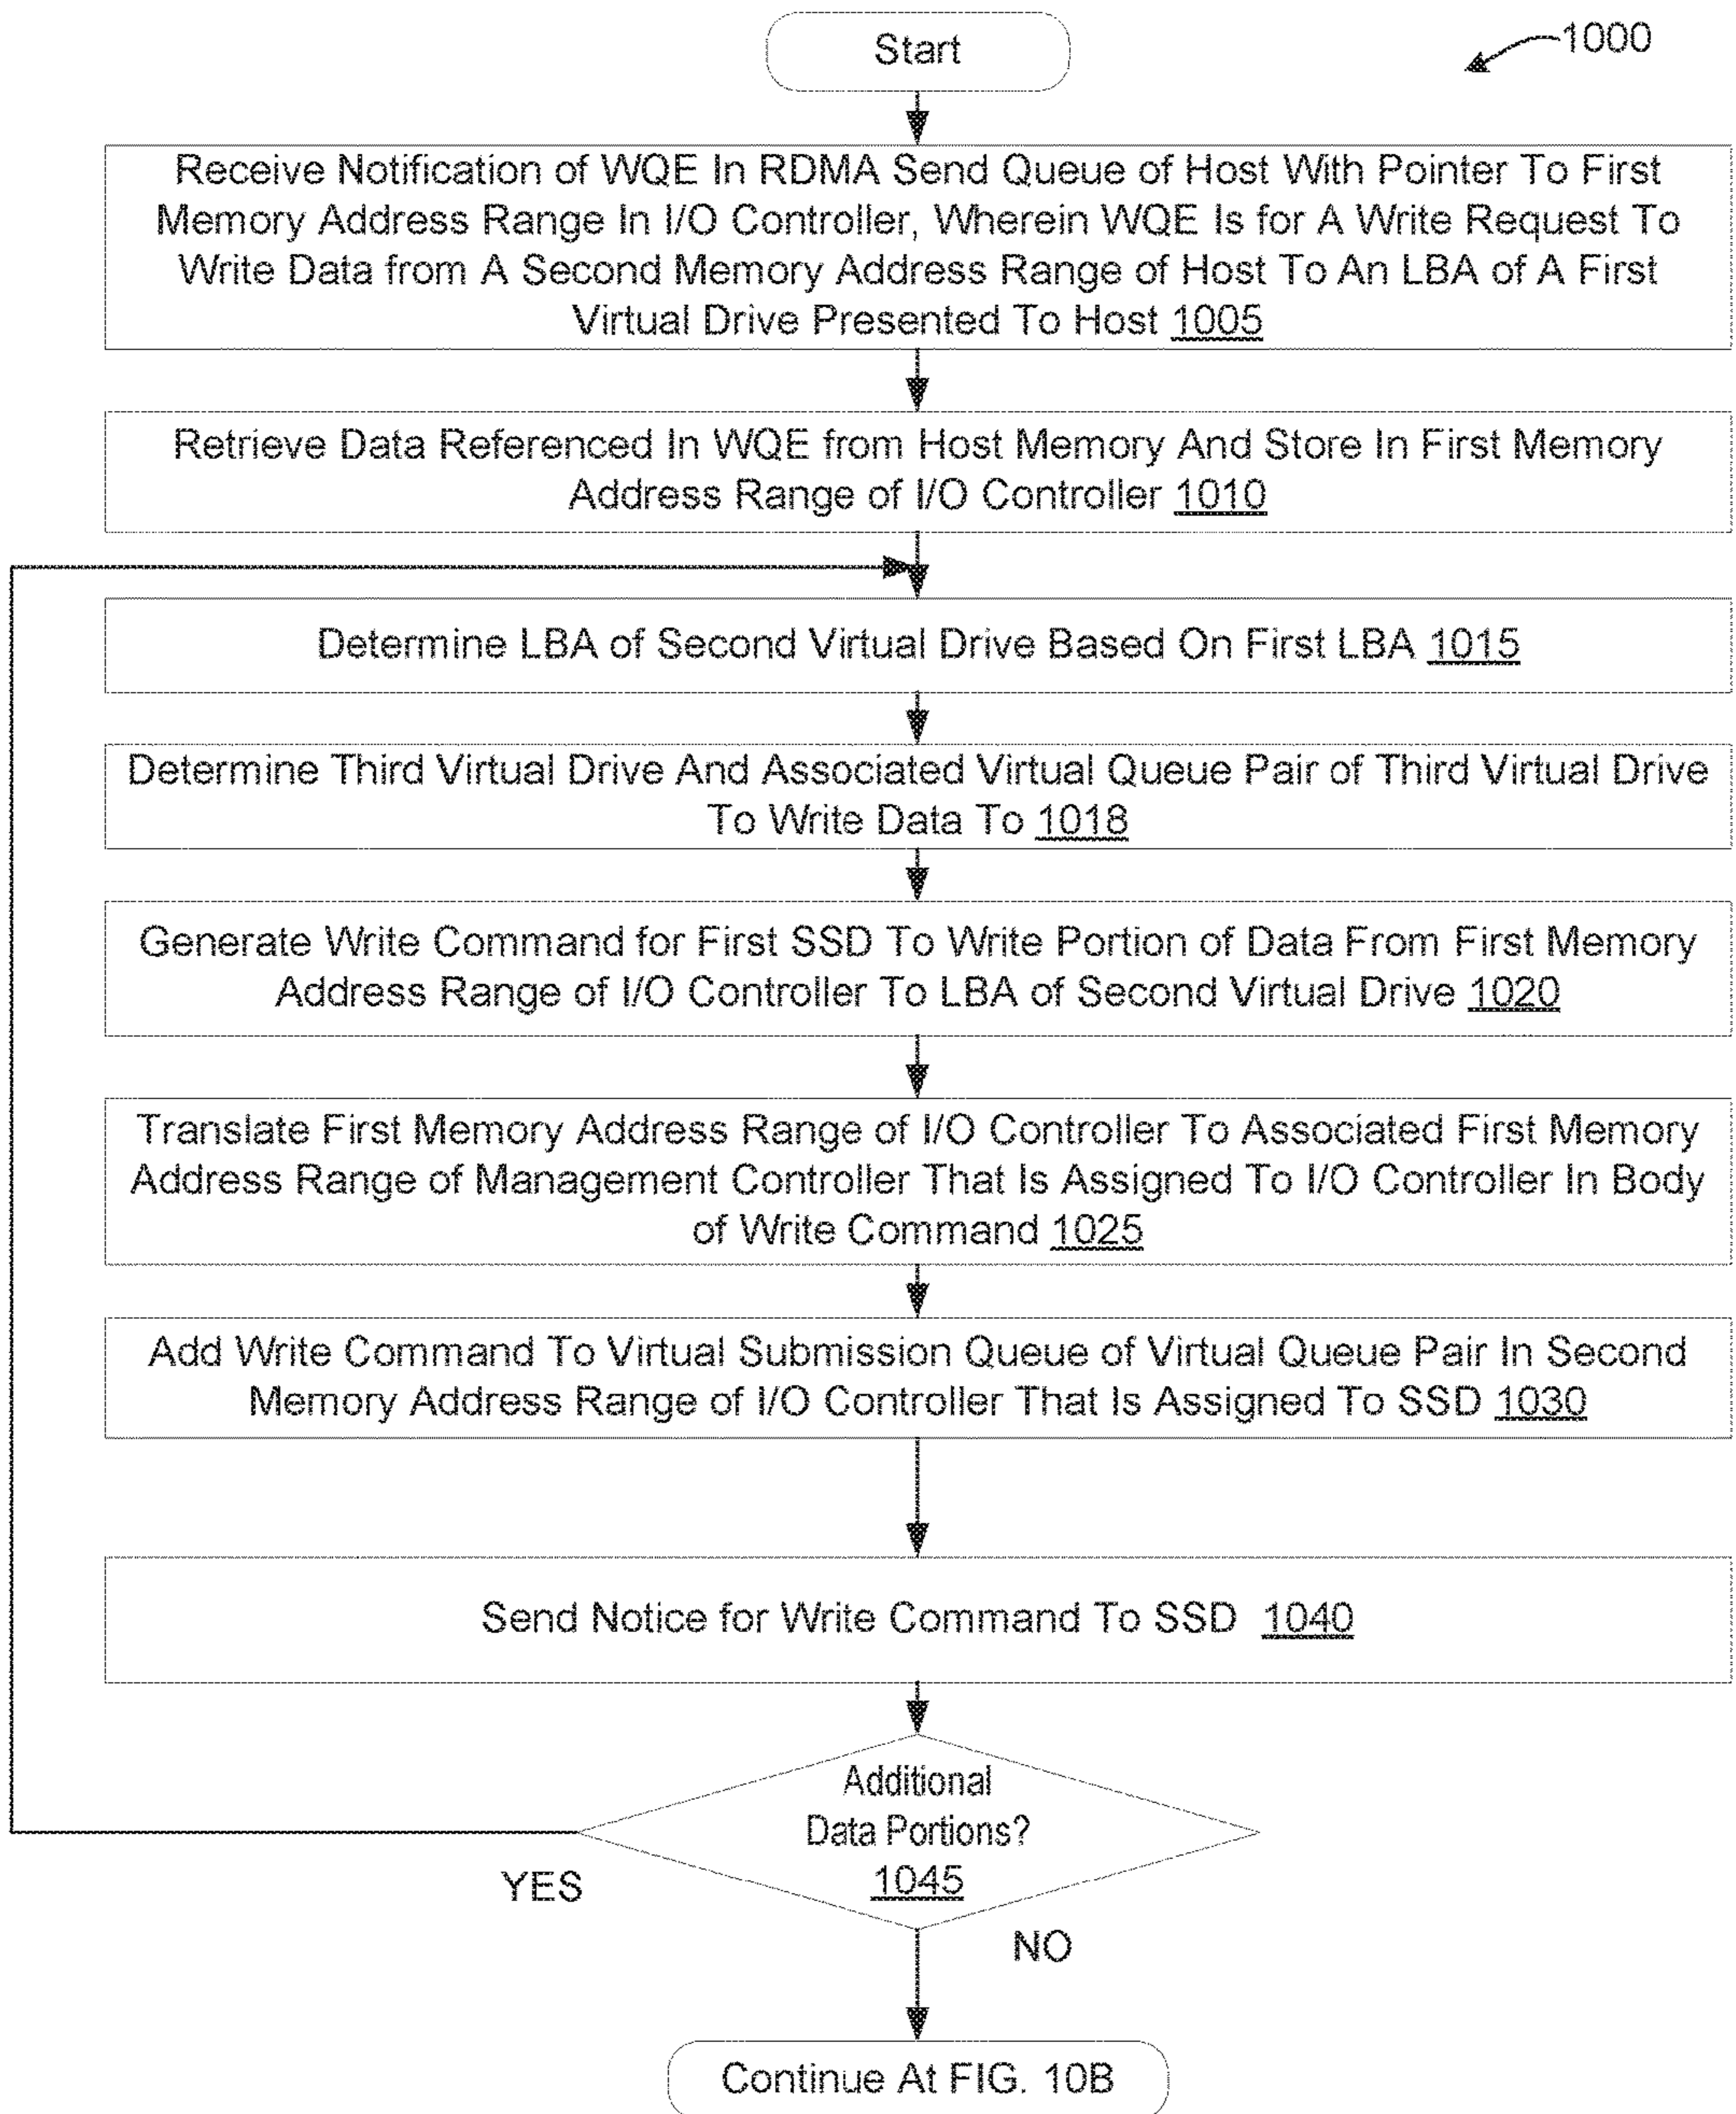 Start
1000
Receive Notification of WQE In RDMA Send Queue of Host With Pointer To First
Memory Address Range In I/O Controller, Wherein WQE Is for A Write Request To
Write Data from A Second Memory Address Range of Host To An LBA of A First
Virtual Drive Presented To Host 1005
Retrieve Data Referenced In WQE from Host Memory And Store In First Memory
Address Range of I/O Controller 1010
Determine LBA of Second Virtual Drive Based On First LBA 1015
Determine Third Virtual Drive And Associated Virtual Queue Pair of Third Virtual Drive
To Write Data To 1018
Generate Write Command for First SSD To Write Portion of Data From First Memory
Address Range of I/O Controller To LBA of Second Virtual Drive 1020
Translate First Memory Address Range of I/O Controller To Associated First Memory
Address Range of Management Controller That Is Assigned To I/O Controller In Body
of Write Command 1025
Add Write Command To Virtual Submission Queue of Virtual Queue Pair In Second
Memory Address Range of I/O Controller That Is Assigned To SSD 1030
Send Notice for Write Command To SSD 1040
Additional
Data Portions?
1045
YES
NO
Continue At FIG. 10B